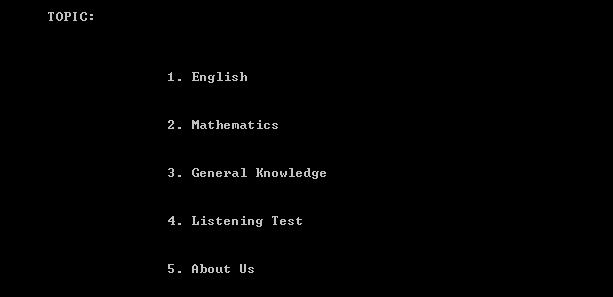 TOPIC:
1. English
2. Mathematics
3. General Knowledge
4. Listening Test
5. About Us